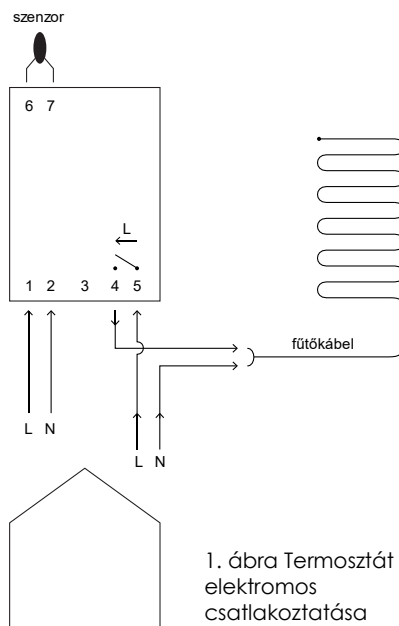 szenzor
6 7
L
1 2 3 4 5
fűtőkábel
L N
L N
1. ábra Termosztát
elektromos
csatlakoztatása